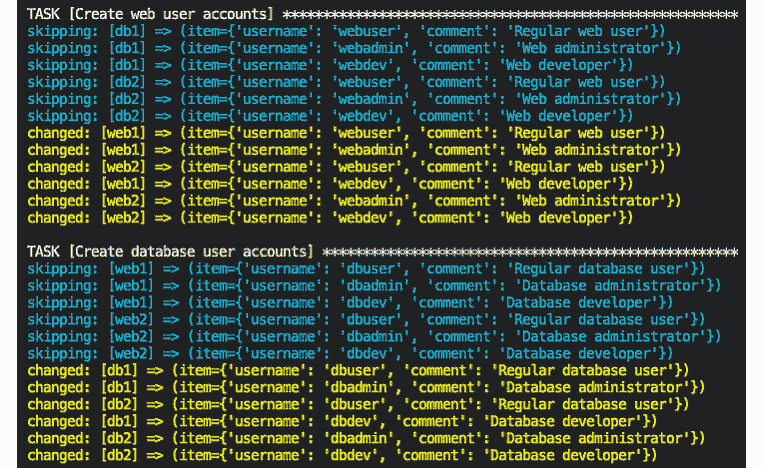 TASK [Create web user accounts] *********************************************************
skipping: [db1] => (item={'username': 'webuser', 'comment': 'Regular web user'})
skipping: [db1] => (item={'username': 'webadmin', 'comment': 'Web administrator'})
skipping: [db1] => (item={'username': 'webdev', 'comment': 'Web developer'})
skipping: [db2] => (item={'username': 'webuser', 'comment': 'Regular web user'})
skipping: [db2] => (item={'username': 'webadmin', 'comment': 'Web administrator'})
skipping: [db2] => (item={'username': 'webdev', 'comment': 'Web developer'})
changed: [web1] => (item={'username': 'webuser', 'comment': 'Regular web user'})
changed: [web1] => (item={'username': 'webadmin', 'comment': 'Web administrator'})
changed: [web2] => (item={'username': 'webuser', 'comment': 'Regular web user'})
changed: [web1] => (item={'username': 'webdev', 'comment': 'Web developer'})
changed: [web2] => (item={'username': 'webadmin', 'comment': 'Web administrator'})
changed: [web2] => (item={'username': 'webdev', 'comment': 'Web developer'})
TASK [Create database user accounts] ****************************************************
skipping: [web1] => (item={'username': 'dbuser', 'comment': 'Regular database user'})
skipping: [web1] => (item={'username': 'dbadmin', 'comment': 'Database administrator'})
skipping: [web1] => (item={'username': 'dbdev', 'comment': 'Database developer'})
skipping: [web2] => (item={'username': 'dbuser', 'comment': 'Regular database user'})
skipping: [web2] => (item={'username': 'dbadmin', 'comment': 'Database administrator'})
skipping: [web2] => (item={'username': 'dbdev', 'comment': 'Database developer'})
changed: [db1] => (item={'username': 'dbuser', 'comment': 'Regular database user'})
changed: [db1] => (item={'username': 'dbadmin', 'comment': 'Database administrator'})
changed: [db2] => (item={'username': 'dbuser', 'comment': 'Regular database user'})
changed: [db1] => (item={'username': 'dbdev', 'comment': 'Database developer'})
changed: [db2] => (item={'username': 'dbadmin', 'comment': 'Database administrator'})
changed: [db2] => (item={'username': 'dbdev', 'comment': 'Database developer'})